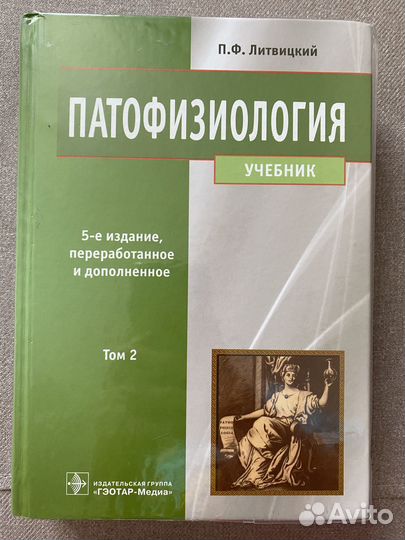 П.Ф. Литвицкий
ПАТОФИЗИОЛОГИЯ
УЧЕБНИК
5-е издание,
переработанное
и дополненное
Том 2
ИЗДАТЕЛЬСКАЯ ГРУППА
«ГЭОТАР-Медиа»
Avito